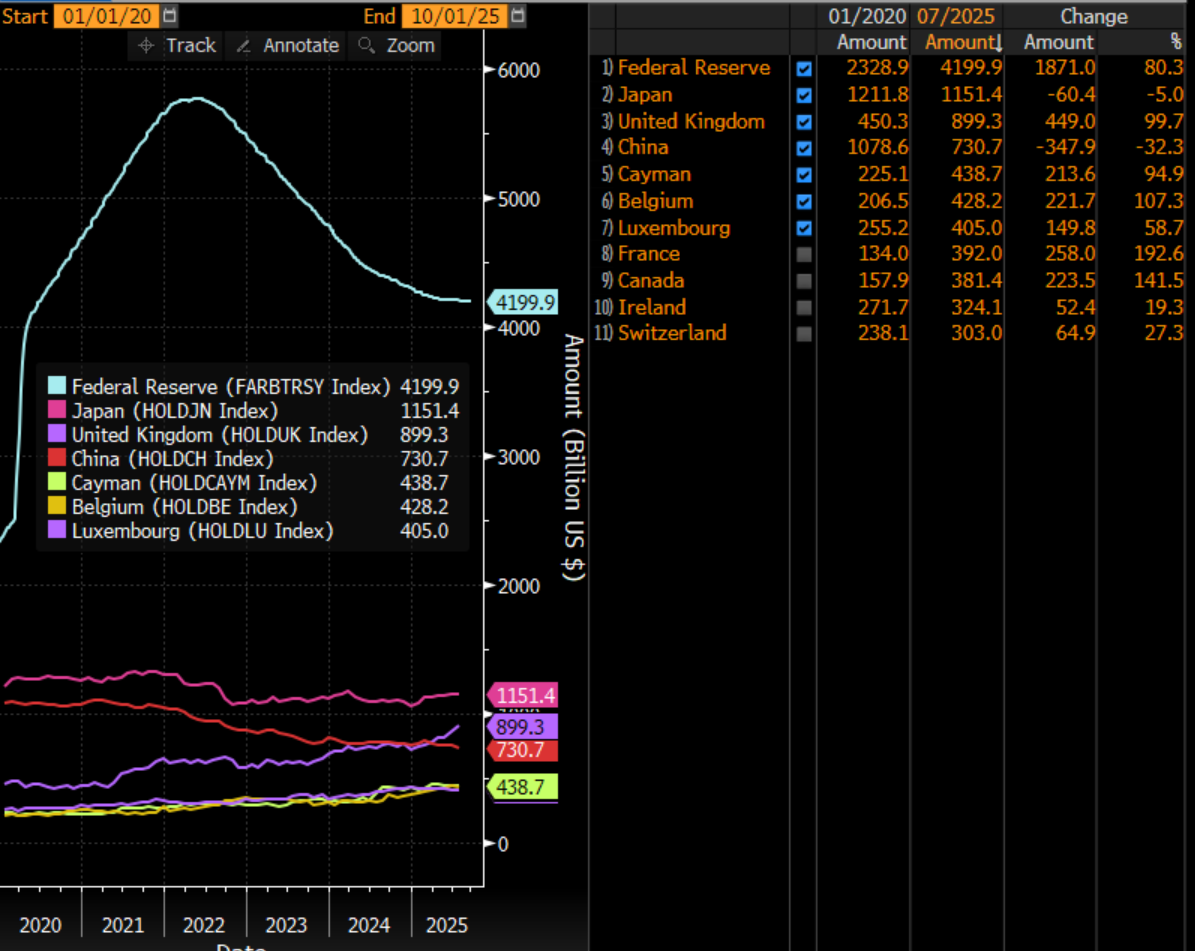 Start 01/01/20 End 10/01/25
Track Annotate Zoom
6000
5000
4199.9
4000
3000
2000
1151.4
899.3
730.7
438.7
0
Amount (Billion US $)
Federal Reserve (FARBTRSY Index) 4199.9
Japan (HOLDJN Index) 1151.4
United Kingdom (HOLDUK Index) 899.3
China (HOLDCH Index) 730.7
Cayman (HOLDCAYM Index) 438.7
Belgium (HOLDBE Index) 428.2
Luxembourg (HOLDLU Index) 405.0
2020 2021 2022 2023 2024 2025
Date
01/2020 07/2025 Change
Amount Amount↓ Amount %
1) Federal Reserve 2328.9 4199.9 1871.0 80.3
2) Japan 1211.8 1151.4 -60.4 -5.0
3) United Kingdom 450.3 899.3 449.0 99.7
4) China 1078.6 730.7 -347.9 -32.3
5) Cayman 225.1 438.7 213.6 94.9
6) Belgium 206.5 428.2 221.7 107.3
7) Luxembourg 255.2 405.0 149.8 58.7
8) France 134.0 392.0 258.0 192.6
9) Canada 157.9 381.4 223.5 141.5
10) Ireland 271.7 324.1 52.4 19.3
11) Switzerland 238.1 303.0 64.9 27.3